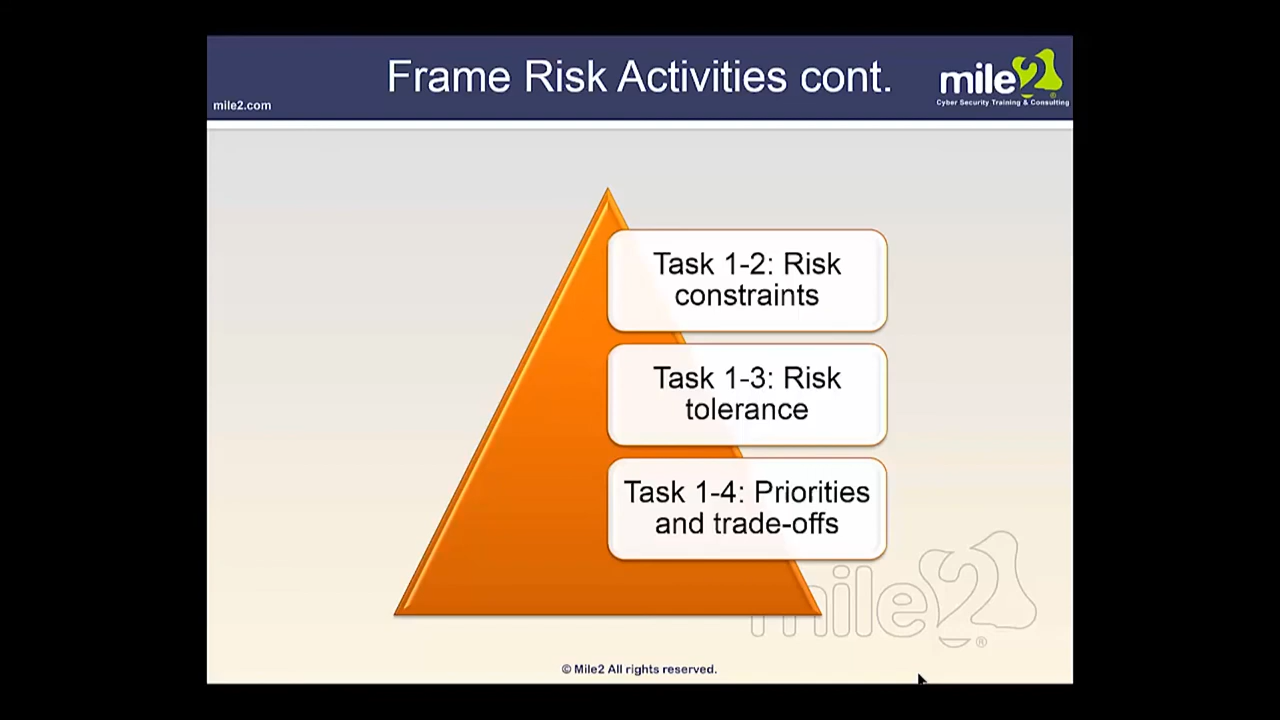 Frame Risk Activities cont.
mile2.com
mile2®
Cyber Security Training & Consulting
Task 1-2: Risk
constraints
Task 1-3: Risk
tolerance
Task 1-4: Priorities
and trade-offs
mile2®
© Mile2 All rights reserved.